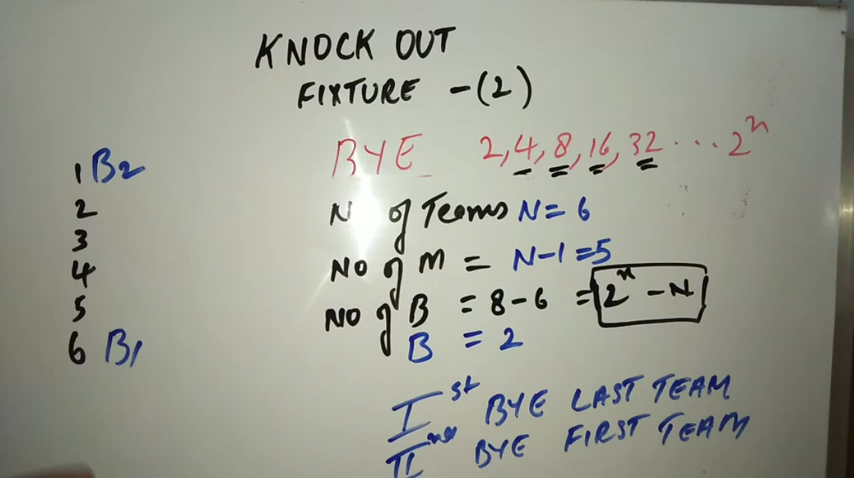 KNOCK OUT
FIXTURE -(2)
BYE 2, 4, 8, 16, 32 ... 2^n
1 B2
2
3
4
5
6 B1
N of Teams N = 6
NO of M = N-1 = 5
NO of B = 8-6 = 2^n - N
B = 2
I st BYE LAST TEAM
II nd BYE FIRST TEAM